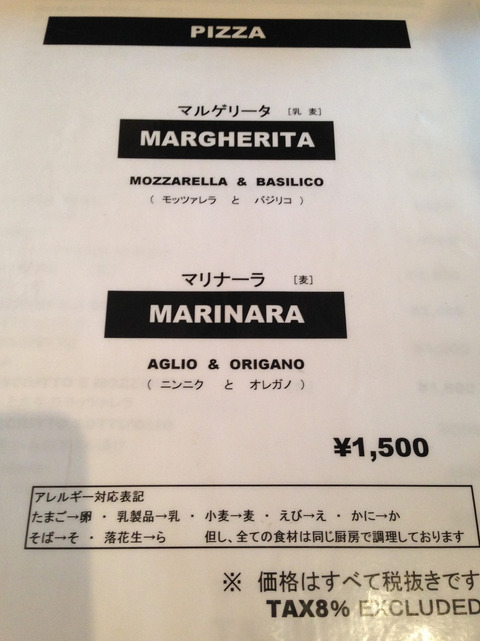 PIZZA
マルゲリータ [乳 麦]
MARGHERITA
MOZZARELLA & BASILICO
( モッツァレラ と バジリコ )
マリナーラ [麦]
MARINARA
AGLIO & ORIGANO
( ニンニク と オレガノ )
¥1,500
アレルギー対応表記
たまご→卵 ・ 乳製品→乳 ・ 小麦→麦 ・ えび→え ・ かに→か
そば→そ ・ 落花生→ら 但し、全ての食材は同じ厨房で調理しております
※ 価格はすべて税抜きです
TAX8% EXCLUDED